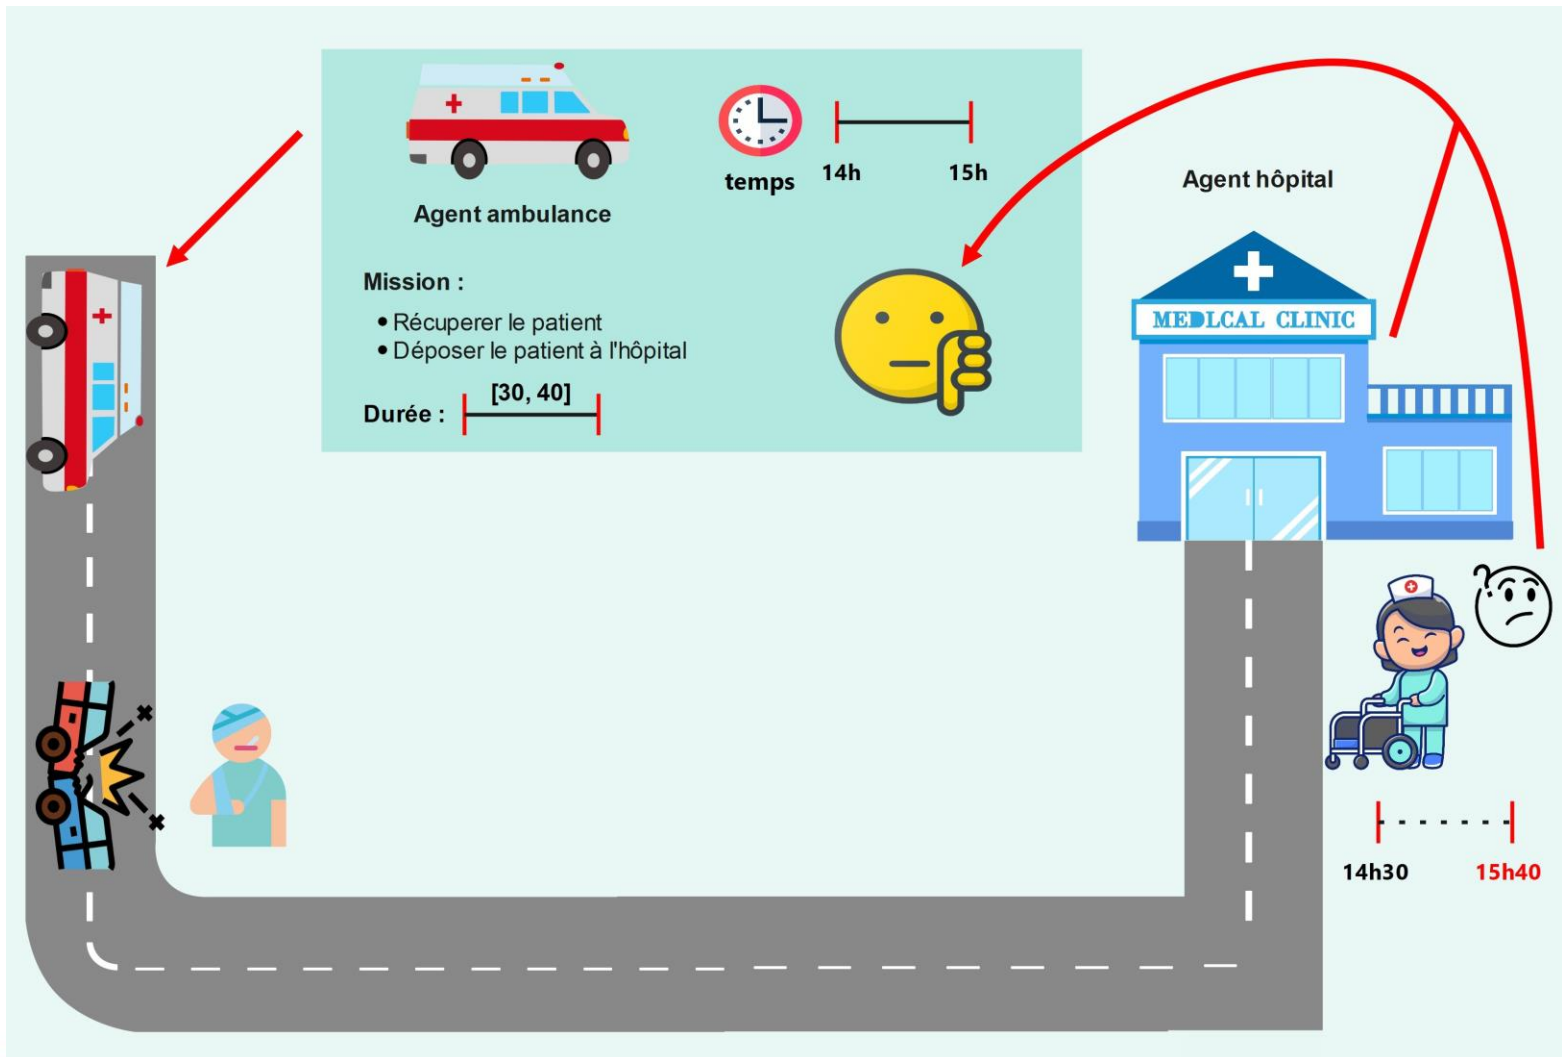 Agent ambulance
temps
14h
15h
Mission :
• Récuperer le patient
• Déposer le patient à l'hôpital
Durée :
[30, 40]
Agent hôpital
MEDLCAL CLINIC
?
14h30
15h40